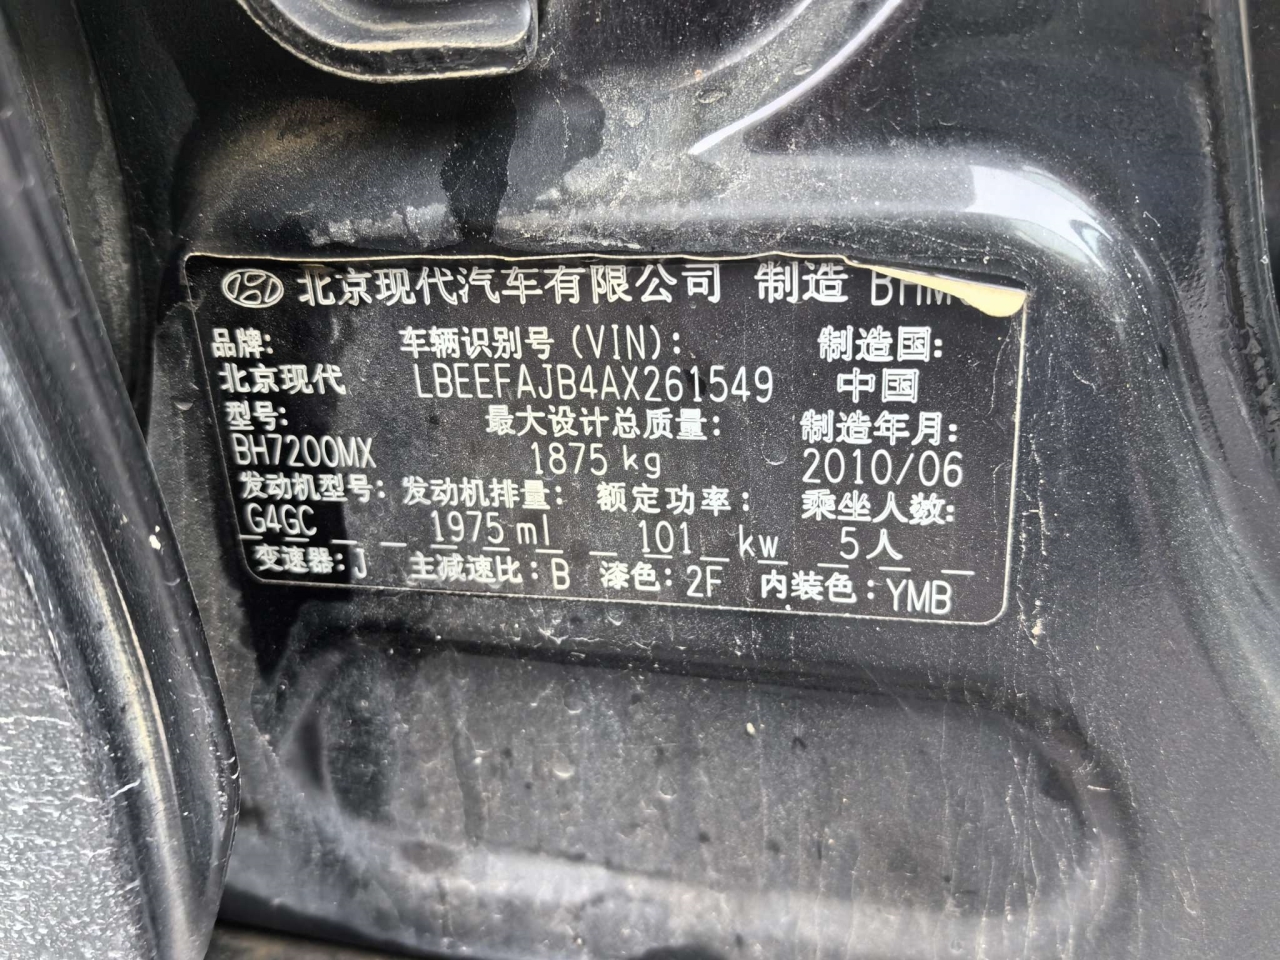 北京现代汽车有限公司 制造 BHM
品牌: 车辆识别号 (VIN): 制造国:
北京现代 LBEEFAJB4AX261549 中国
型号: 最大设计总质量: 制造年月:
BH7200MX 1875 kg 2010/06
发动机型号: 发动机排量: 额定功率: 乘坐人数:
G4GC 1975 ml 101 kw 5人
变速器: J 主减速比: B 漆色: 2F 内装色: YMB